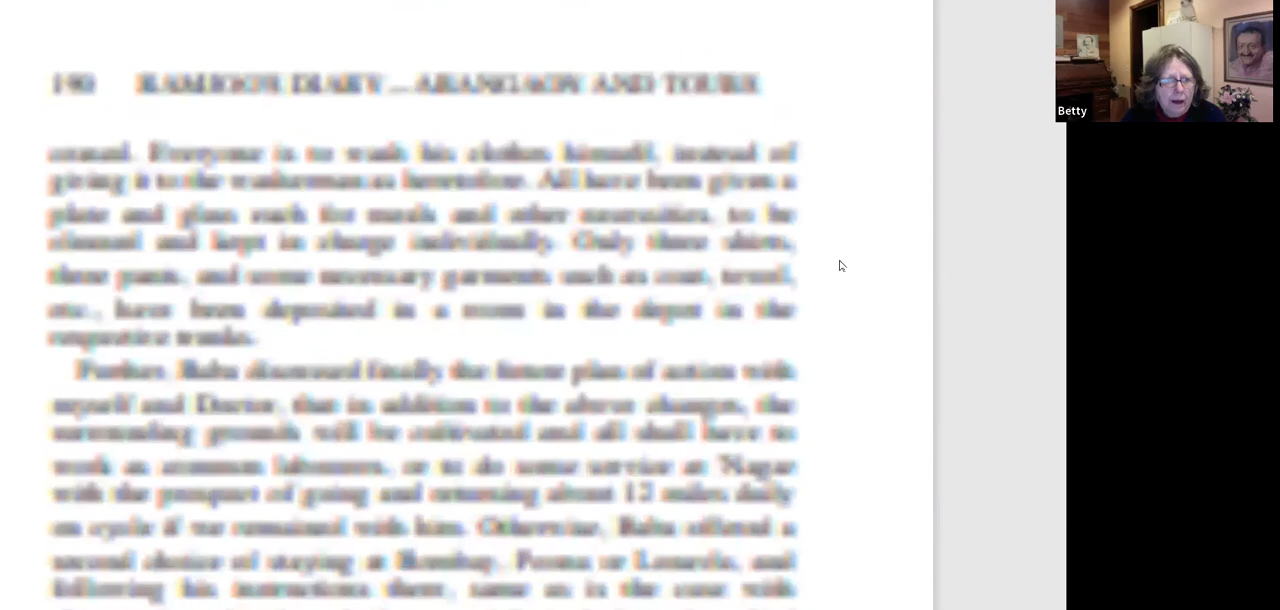 190 RAMJOO'S DIARY — ARANGAON AND TOURS
ceased. Everyone is to wash his clothes himself, instead of
giving it to the washerman as heretofore. All have been given a
plate and glass each for meals and other necessities, to be
cleaned and kept in charge individually. Only three shirts,
three pants, and some necessary garments such as coat, towel,
etc., have been deposited in a room in the depot in the
respective trunks.
Further, Baba discussed finally the future plan of action with
myself and Doctor, that in addition to the above changes, the
surrounding grounds will be cultivated and all shall have to
work as common labourers, or to do some service at Nagar
with the prospect of going and returning about 12 miles daily
on cycle if we remained with him. Otherwise, Baba offered a
second choice of staying at Bombay, Poona or Lonavla, and
following his instructions there, same as is the case with
Betty